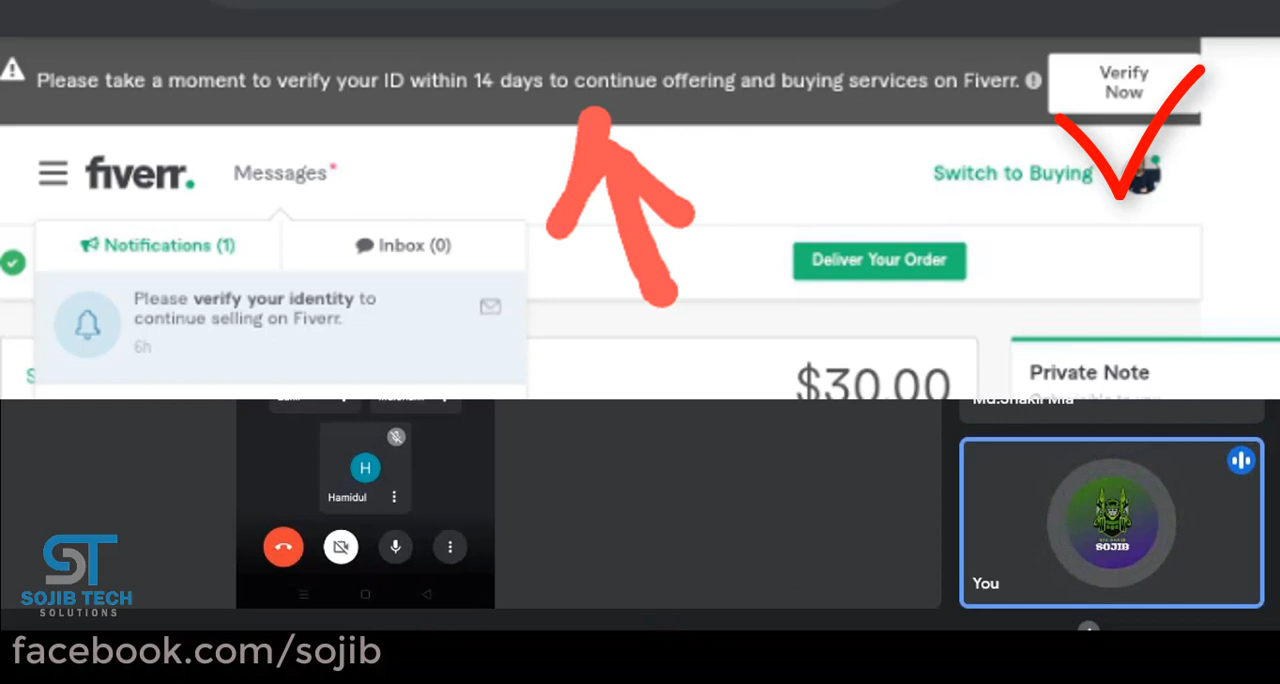 Please take a moment to verify your ID within 14 days to continue offering and buying services on Fiverr.
Verify
Now
fiverr.
Messages
Switch to Buying
Notifications (1)
Inbox (0)
Deliver Your Order
Please verify your identity to
continue selling on Fiverr.
6h
$30.00
Private Note
Md.Shakil Mia
H
Hamidul
SOJIB
You
ST
SOJIB TECH
SOLUTIONS
facebook.com/sojib